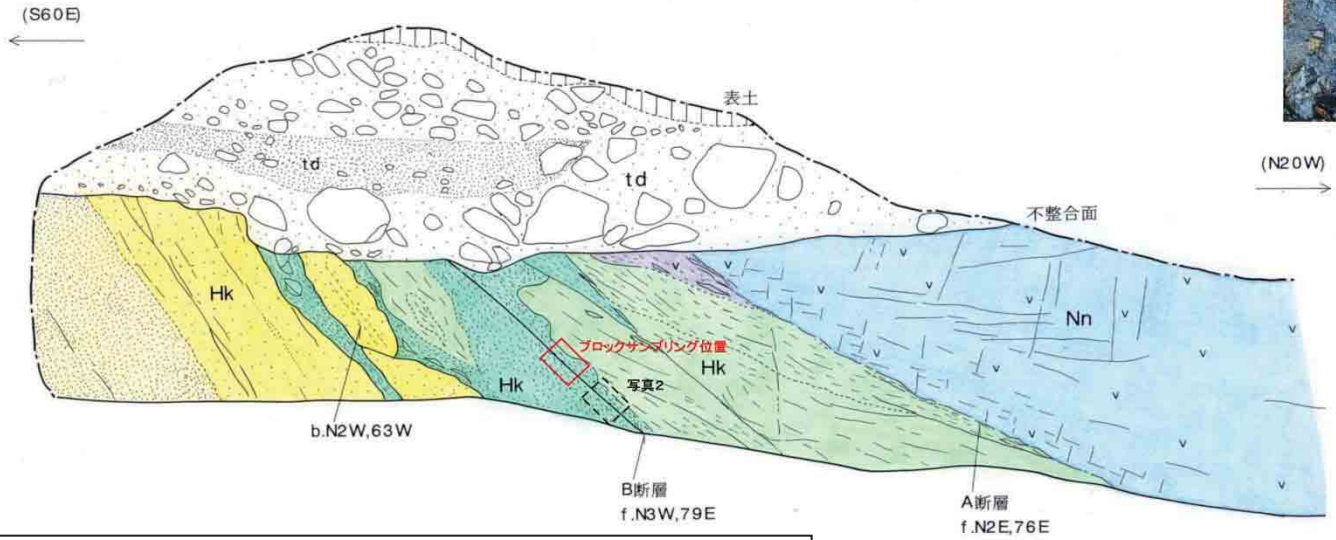 (S60E)
表土
td
td
(N20W)
不整合面
Hk
Nn
ブロックサンプリング位置
写真2
Hk
Hk
b.N2W,63W
B断層
f.N3W,79E
A断層
f.N2E,76E
v v v v v v v v v v v v v v v v v v v